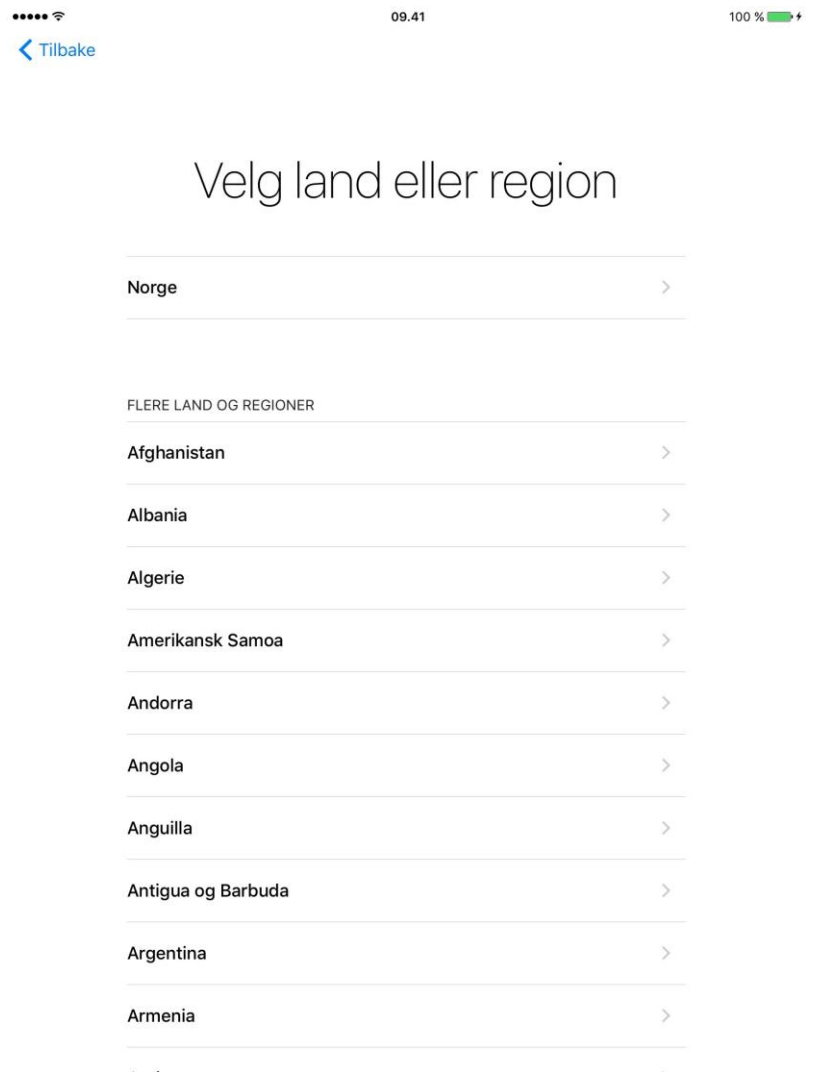 09.41
100 %
Tilbake
Velg land eller region
Norge
FLERE LAND OG REGIONER
Afghanistan
Albania
Algerie
Amerikansk Samoa
Andorra
Angola
Anguilla
Antigua og Barbuda
Argentina
Armenia